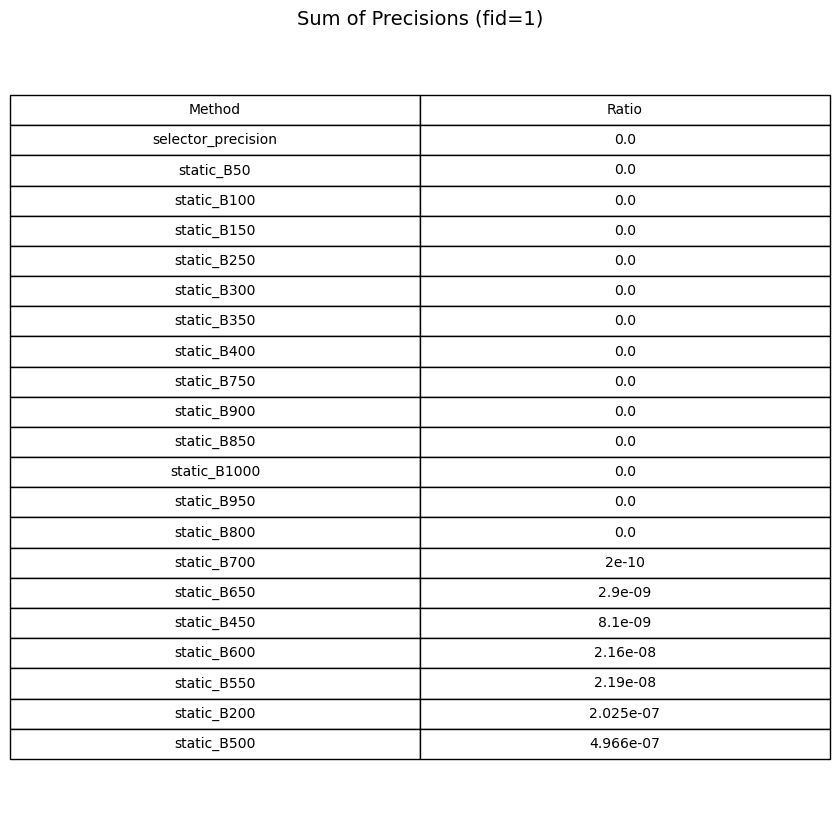 Sum of Precisions (fid=1)
Method Ratio
selector_precision 0.0
static_B50 0.0
static_B100 0.0
static_B150 0.0
static_B250 0.0
static_B300 0.0
static_B350 0.0
static_B400 0.0
static_B750 0.0
static_B900 0.0
static_B850 0.0
static_B1000 0.0
static_B950 0.0
static_B800 0.0
static_B700 2e-10
static_B650 2.9e-09
static_B450 8.1e-09
static_B600 2.16e-08
static_B550 2.19e-08
static_B200 2.025e-07
static_B500 4.966e-07